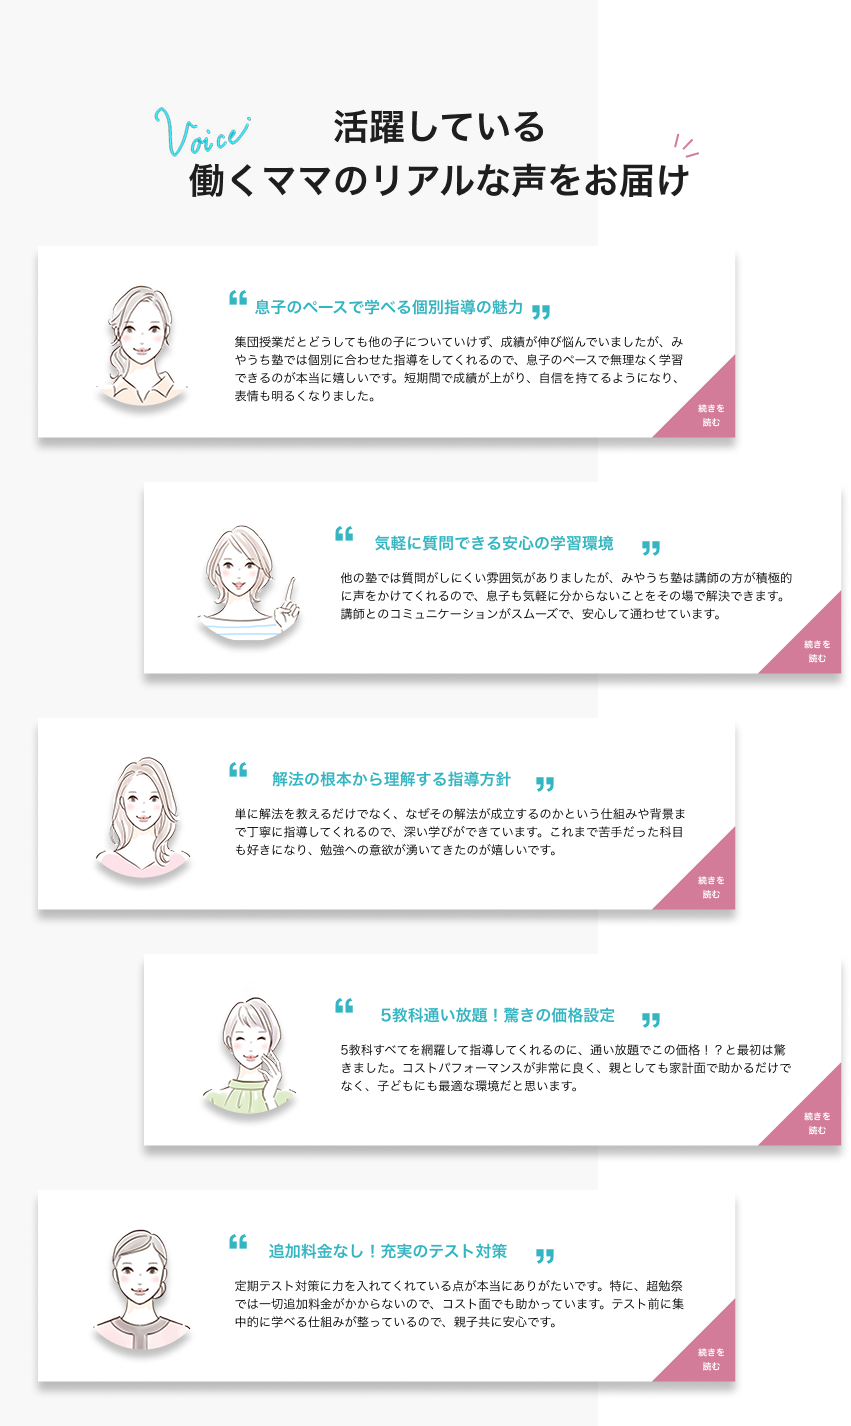 Voice
活躍している
働くママのリアルな声をお届け
“ 息子のペースで学べる個別指導の魅力 ”
集団授業だとどうしても他の子についていけず、成績が伸び悩んでいましたが、み
やうち塾では個別に合わせた指導をしてくれるので、息子のペースで無理なく学習
できるのが本当に嬉しいです。短期間で成績が上がり、自信を持てるようになり、
表情も明るくなりました。
続きを
読む
“ 気軽に質問できる安心の学習環境 ”
他の塾では質問がしにくい雰囲気がありましたが、みやうち塾は講師の方が積極的
に声をかけてくれるので、息子も気軽に分からないことをその場で解決できます。
講師とのコミュニケーションがスムーズで、安心して通わせています。
続きを
読む
“ 解法の根本から理解する指導方針 ”
単に解法を教えるだけでなく、なぜその解法が成立するのかという仕組みや背景ま
で丁寧に指導してくれるので、深い学びができています。これまで苦手だった科目
も好きになり、勉強への意欲が湧いてきたのが嬉しいです。
続きを
読む
“ 5教科通い放題！驚きの価格設定 ”
5教科すべてを網羅して指導してくれるのに、通い放題でこの価格！？と最初は驚
きました。コストパフォーマンスが非常に良く、親としても家計面で助かるだけで
なく、子どもにも最適な環境だと思います。
続きを
読む
“ 追加料金なし！充実のテスト対策 ”
定期テスト対策に力を入れてくれている点が本当にありがたいです。特に、超勉祭
では一切追加料金がかからないので、コスト面でも助かっています。テスト前に集
中的に学べる仕組みが整っているので、親子共に安心です。
続きを
読む